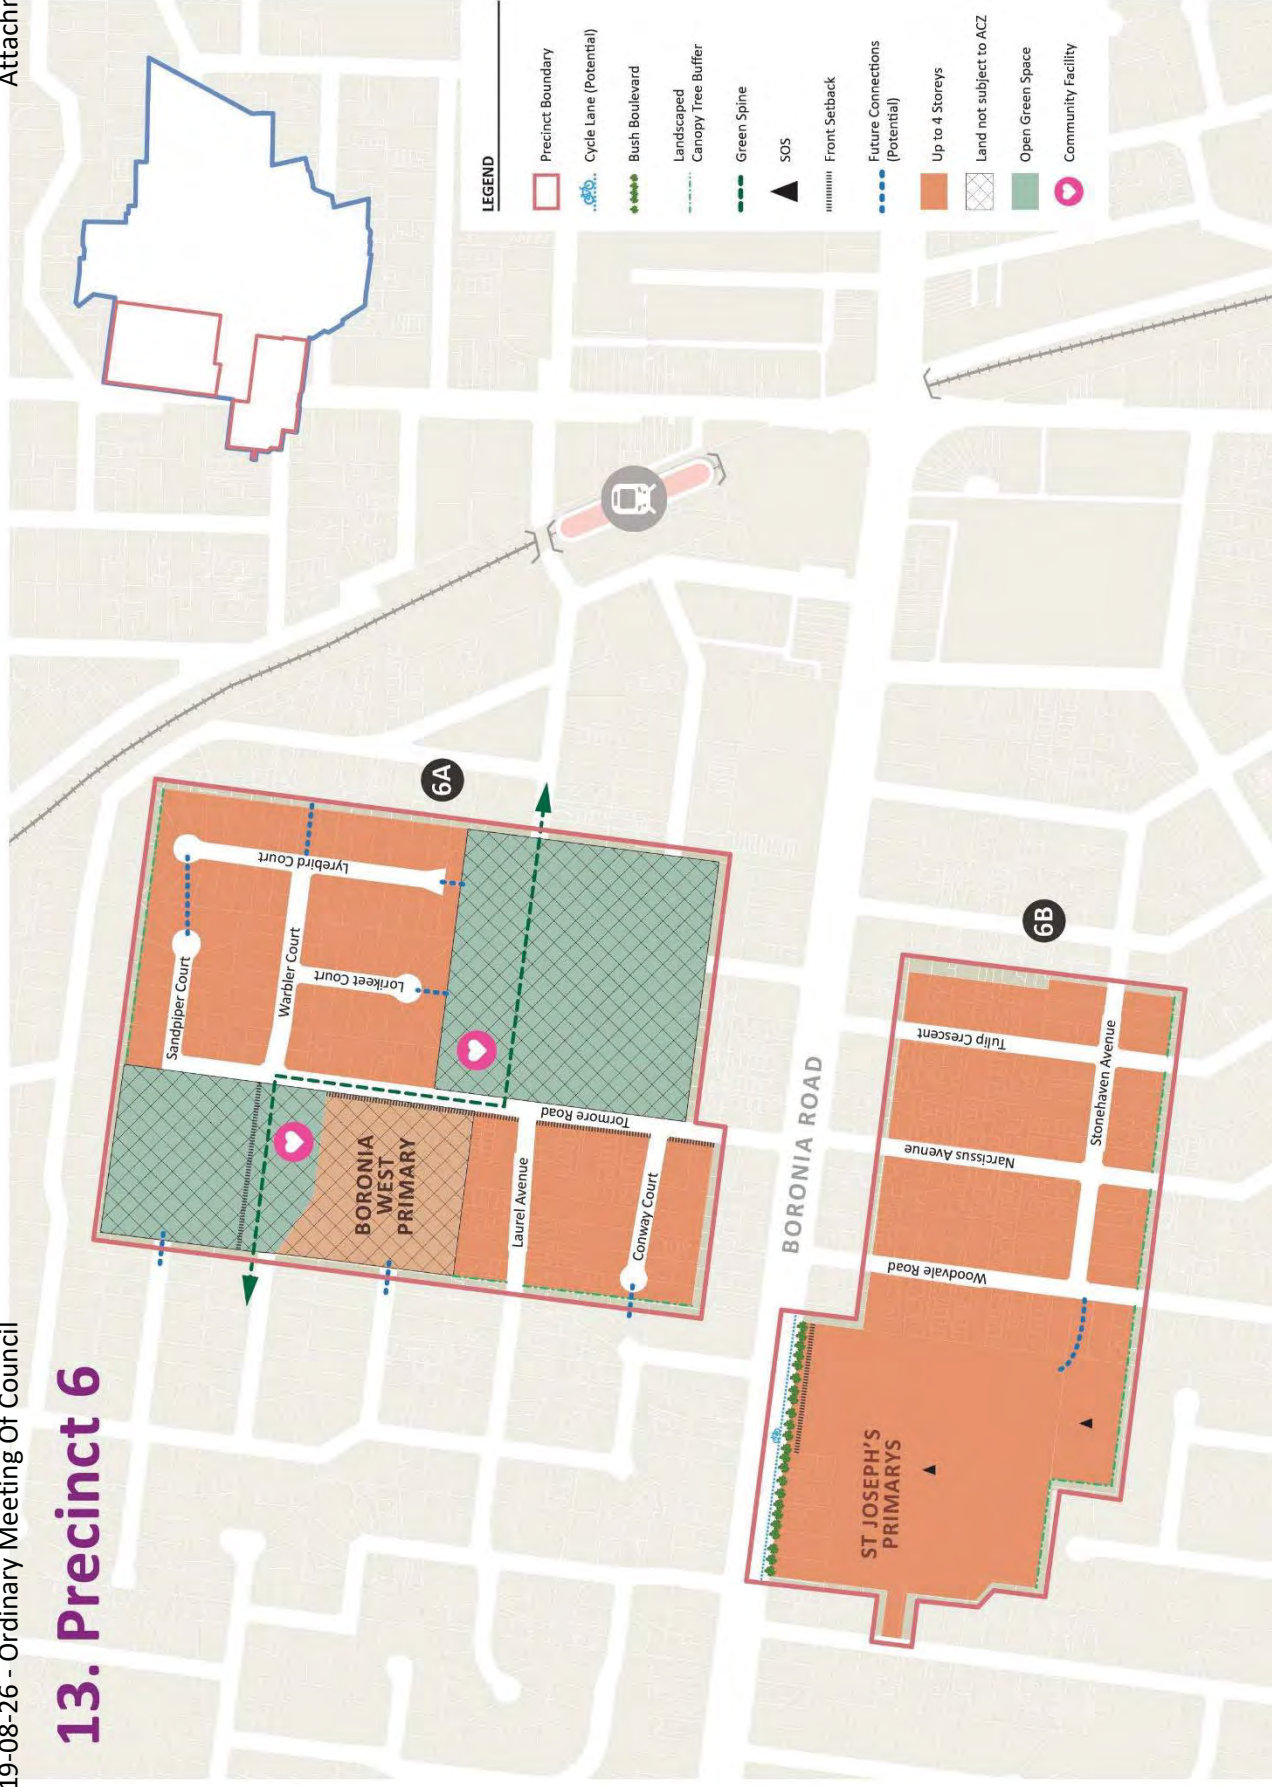 19-08-26 - Ordinary Meeting Of Council
Attachr
13. Precinct 6
LEGEND
Precinct Boundary
Cycle Lane (Potential)
Bush Boulevard
Landscaped
Canopy Tree Buffer
Green Spine
SOS
Front Setback
Future Connections
(Potential)
Up to 4 Storeys
Land not subject to ACZ
Open Green Space
Community Facility
6A
Sandpiper Court
Lyrebird Court
Warbler Court
Lorikeet Court
BORONIA
WEST
PRIMARY
Tormore Road
Laurel Avenue
Conway Court
BORONIA ROAD
6B
Tulip Crescent
Stonehaven Avenue
Narcissus Avenue
Woodvale Road
ST JOSEPH'S
PRIMARYS